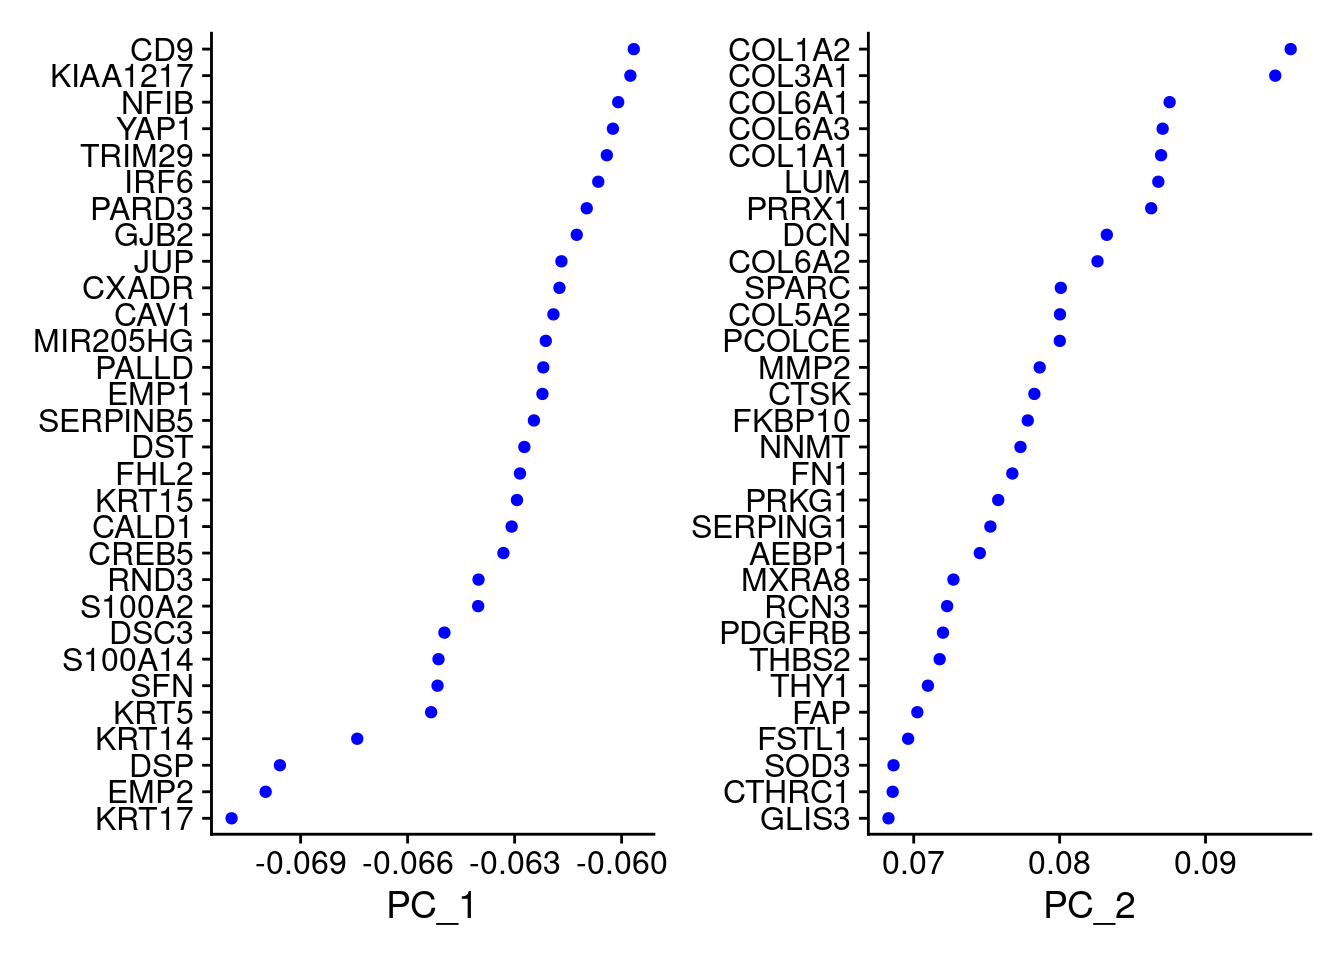 CD9
KIAA1217
NFIB
YAP1
TRIM29
IRF6
PARD3
GJB2
JUP
CXADR
CAV1
MIR205HG
PALLD
EMP1
SERPINB5
DST
FHL2
KRT15
CALD1
CREB5
RND3
S100A2
DSC3
S100A14
SFN
KRT5
KRT14
DSP
EMP2
KRT17
-0.069 -0.066 -0.063 -0.060
PC_1
COL1A2
COL3A1
COL6A1
COL6A3
COL1A1
LUM
PRRX1
DCN
COL6A2
SPARC
COL5A2
PCOLCE
MMP2
CTSK
FKBP10
NNMT
FN1
PRKG1
SERPING1
AEBP1
MXRA8
RCN3
PDGFRB
THBS2
THY1
FAP
FSTL1
SOD3
CTHRC1
GLIS3
0.07 0.08 0.09
PC_2